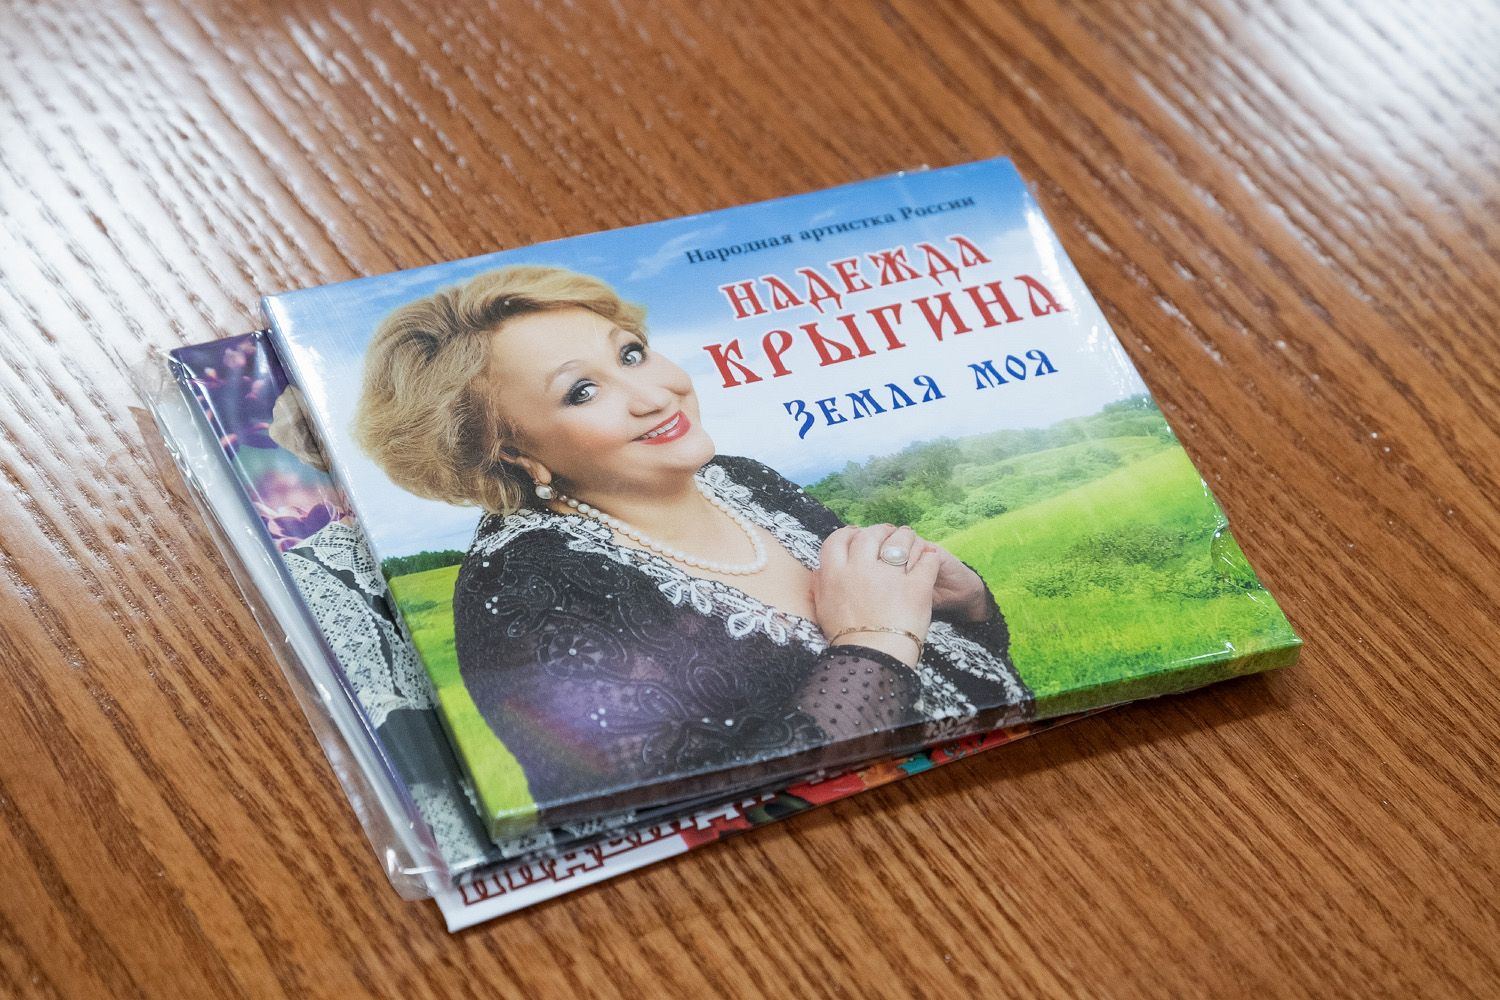 Народная артистка России
НАДЕЖДА
КРЫГИНА
ЗЕМЛЯ МОЯ